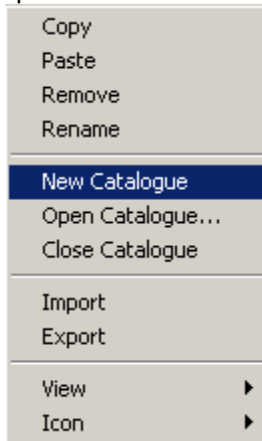 Copy
Paste
Remove
Rename
New Catalogue
Open Catalogue...
Close Catalogue
Import
Export
View
Icon